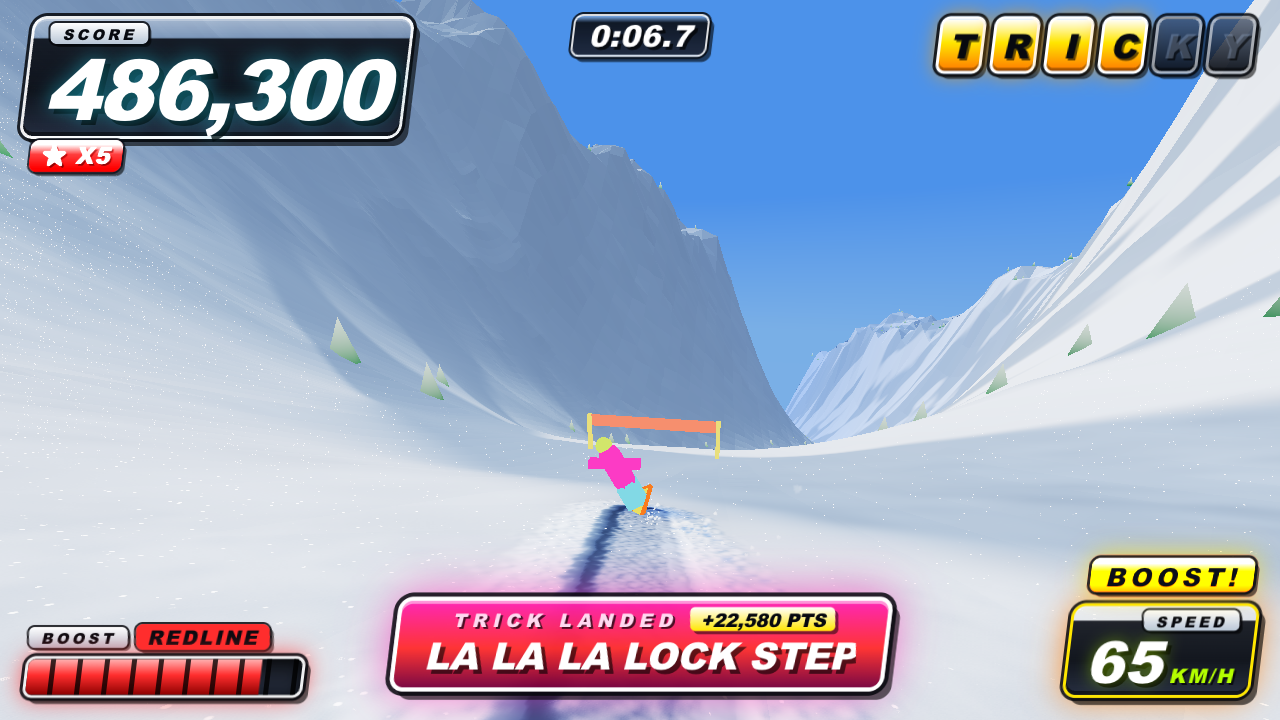 SCORE
486,300
X5
0:06.7
TRICKY
TRICK LANDED +22,580 PTS
LA LA LA LOCK STEP
BOOST REDLINE
BOOST!
SPEED
65 KM/H